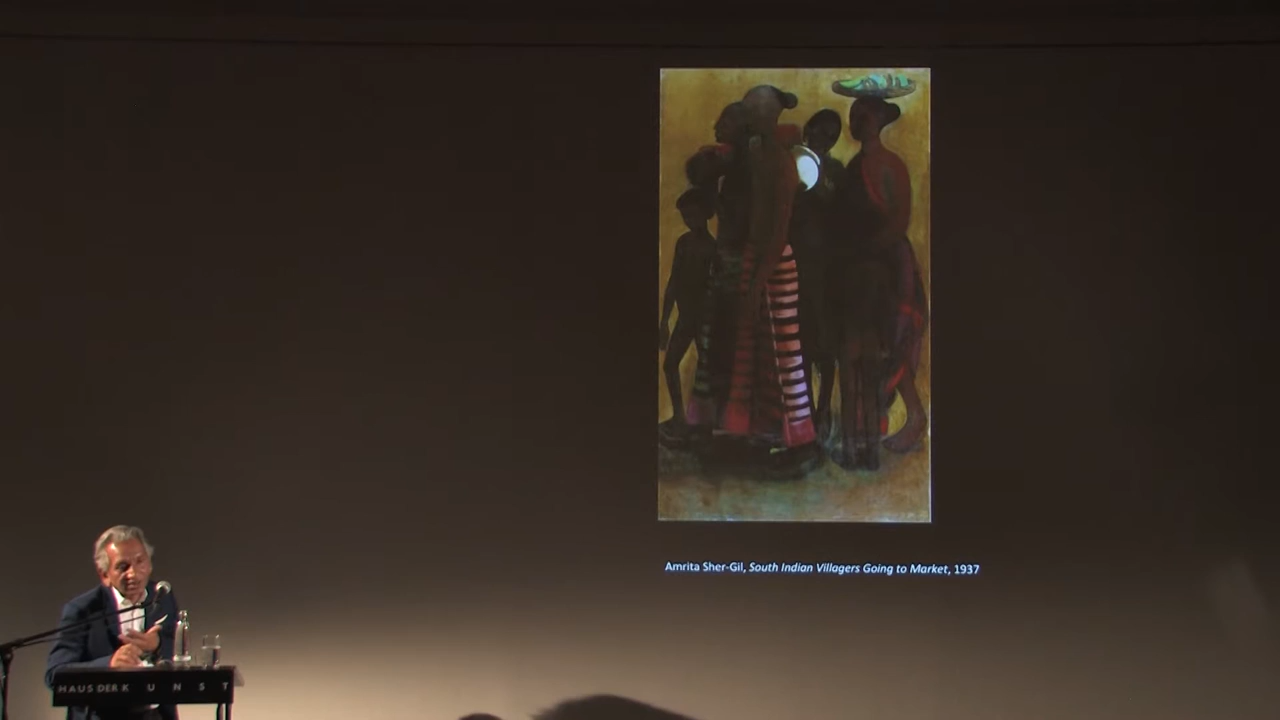 Amrita Sher-Gil, South Indian Villagers Going to Market, 1937
HAUS DER K U N S T